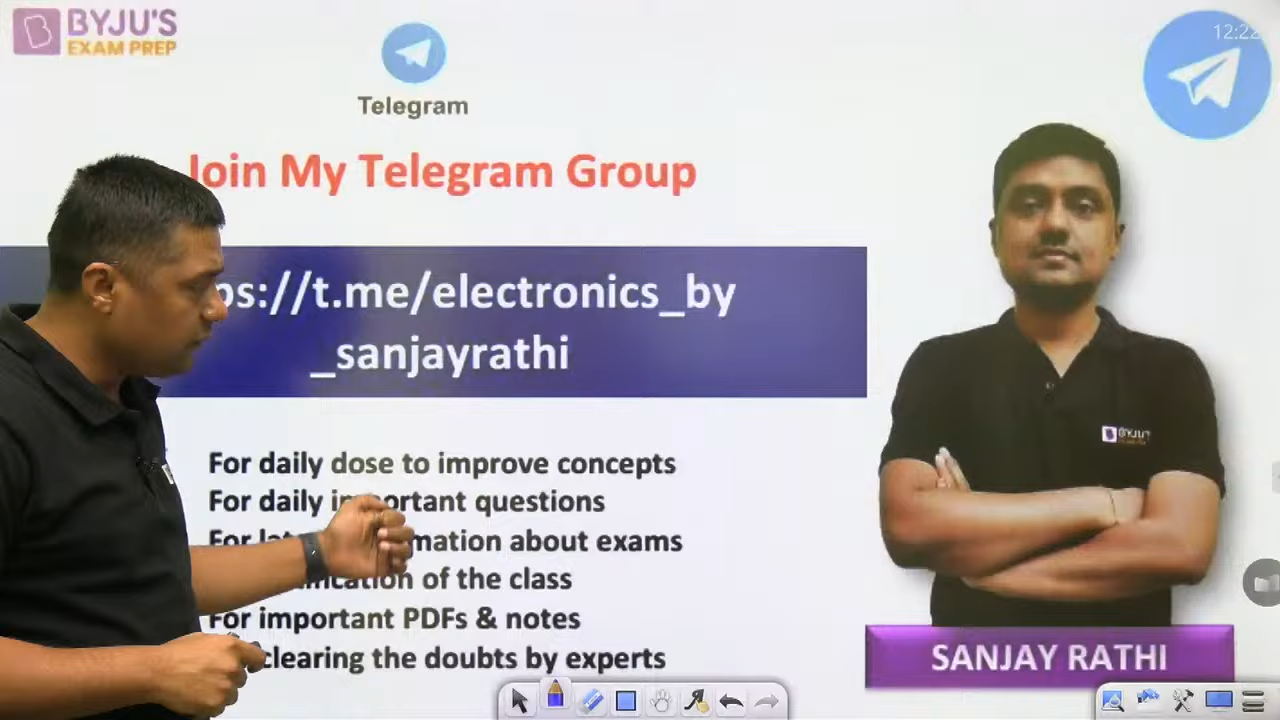 BYJU'S
EXAM PREP
12:22
Telegram
Join My Telegram Group
ps://t.me/electronics_by
_sanjayrathi
For daily dose to improve concepts
For daily important questions
For mation about exams
of the class
For important PDFs & notes
clearing the doubts by experts
BYJU'S
SANJAY RATHI